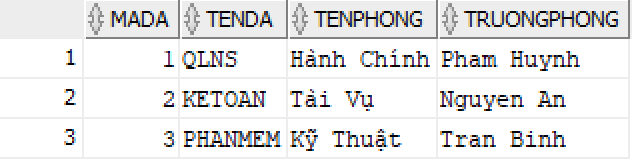 MADA TENDA TENPHONG TRUONGPHONG
1 1 QLNS Hành Chính Pham Huynh
2 2 KETOAN Tài Vụ Nguyen An
3 3 PHANMEM Kỹ Thuật Tran Binh